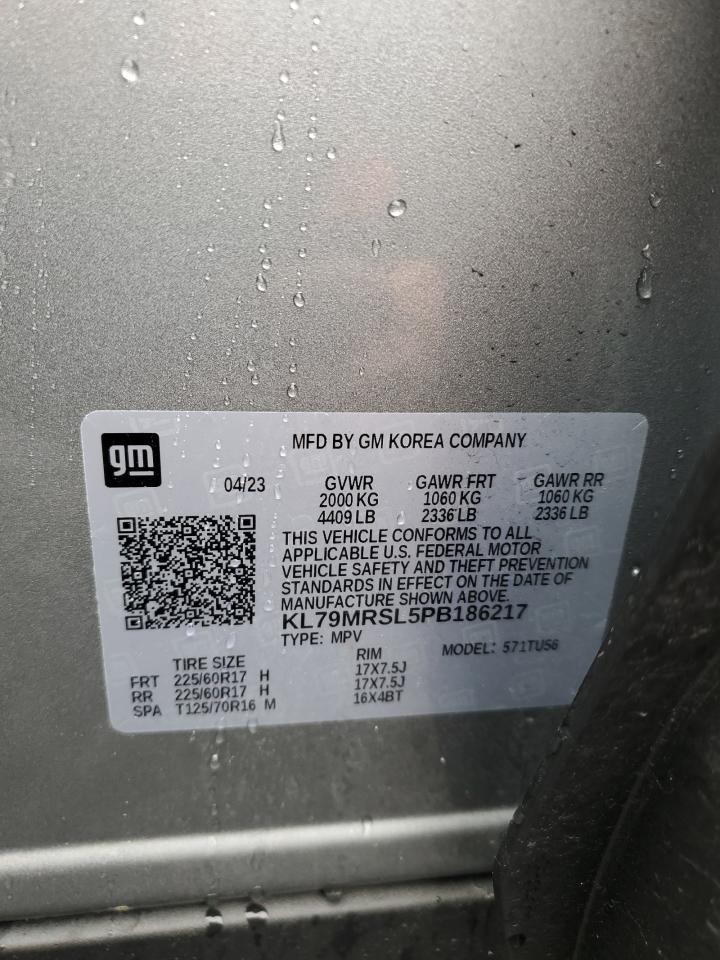 gm
MFD BY GM KOREA COMPANY
04/23 GVWR GAWR FRT GAWR RR
2000 KG 1060 KG 1060 KG
4409 LB 2336 LB 2336 LB
THIS VEHICLE CONFORMS TO ALL
APPLICABLE U.S. FEDERAL MOTOR
VEHICLE SAFETY AND THEFT PREVENTION
STANDARDS IN EFFECT ON THE DATE OF
MANUFACTURE SHOWN ABOVE.
KL79MRSL5PB186217
TYPE: MPV MODEL: 571TU56
TIRE SIZE RIM
FRT 225/60R17 H 17X7.5J
RR 225/60R17 H 17X7.5J
SPA T125/70R16 M 16X4BT